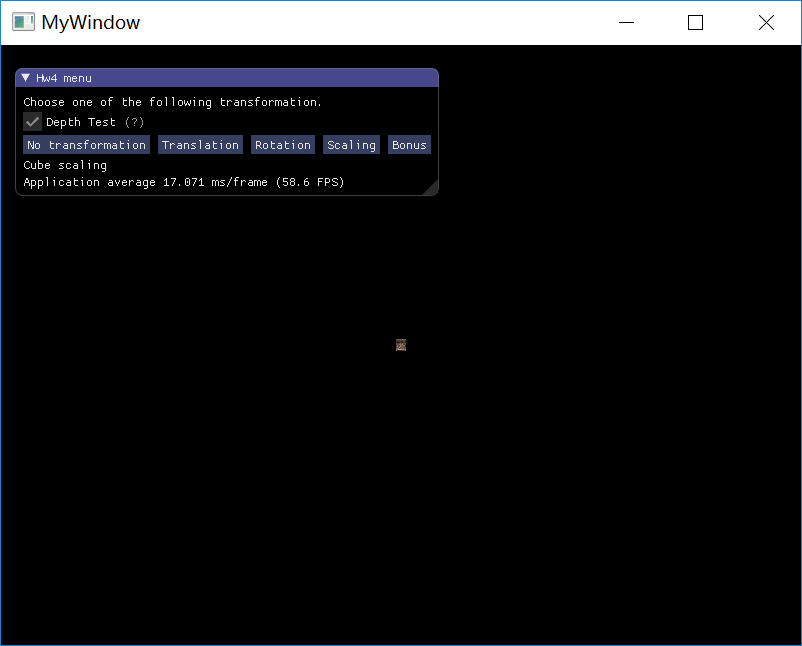 MyWindow
Hw4 menu
Choose one of the following transformation.
Depth Test (?)
No transformation Translation Rotation Scaling Bonus
Cube scaling
Application average 17.071 ms/frame (58.6 FPS)